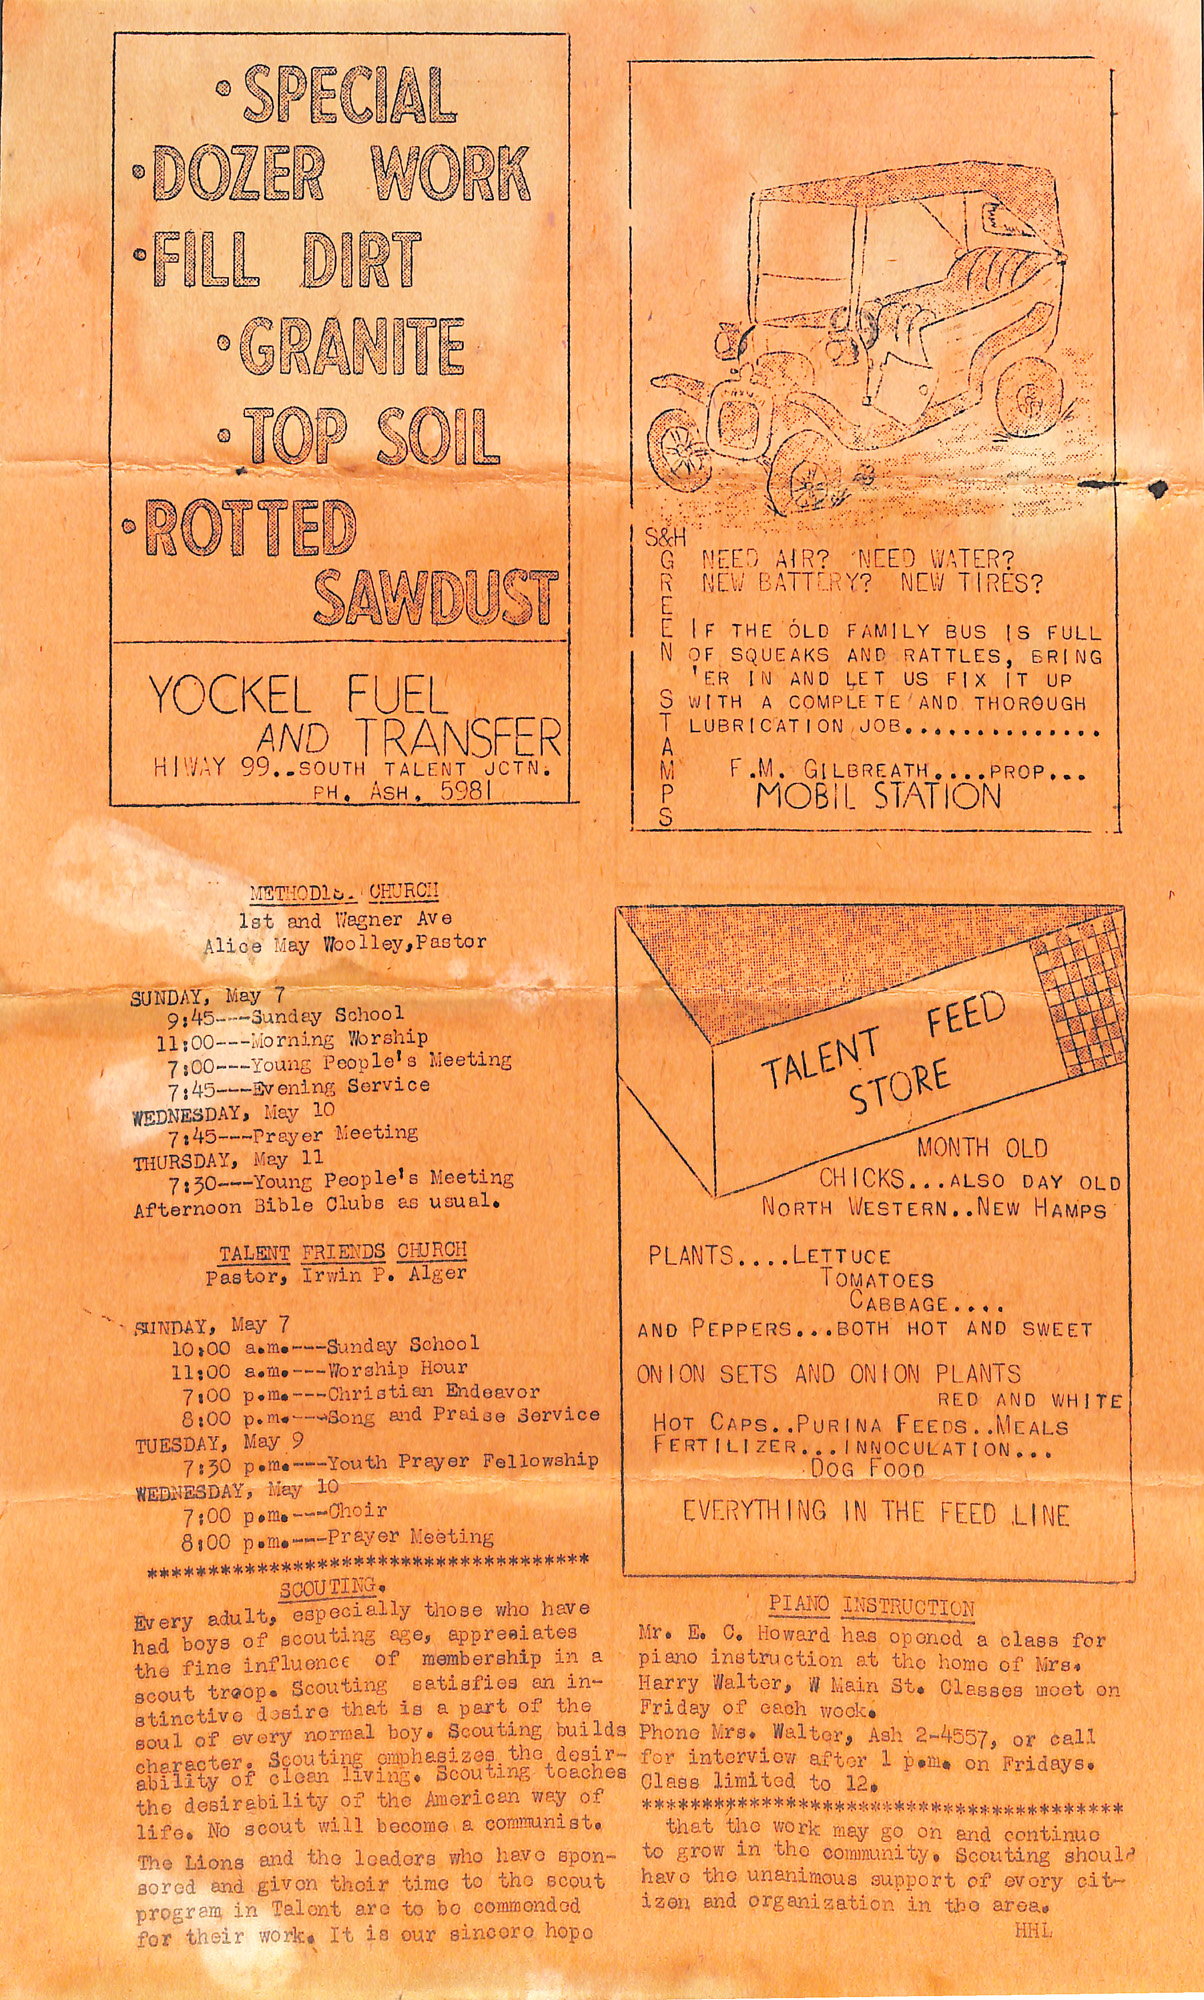 •SPECIAL
•DOZER WORK
•FILL DIRT
•GRANITE
•TOP SOIL
•ROTTED
SAWDUST
YOCKEL FUEL
AND TRANSFER
HIWAY 99..SOUTH TALENT JCTN.
PH. ASH. 5981
S&H
GREEN
STAMPS
NEED AIR? NEED WATER?
NEW BATTERY? NEW TIRES?
IF THE OLD FAMILY BUS IS FULL
OF SQUEAKS AND RATTLES, BRING
'ER IN AND LET US FIX IT UP
WITH A COMPLETE AND THOROUGH
LUBRICATION JOB..............
F.M. GILBREATH....PROP...
MOBIL STATION
METHODIST CHURCH
1st and Wagner Ave
Alice May Woolley,Pastor
SUNDAY, May 7
9:45---Sunday School
11:00---Morning Worship
7:00---Young People's Meeting
7:45---Evening Service
WEDNESDAY, May 10
7:45---Prayer Meeting
THURSDAY, May 11
7:30---Young People's Meeting
Afternoon Bible Clubs as usual.
TALENT FRIENDS CHURCH
Pastor, Irwin P. Alger
SUNDAY, May 7
10:00 a.m.---Sunday School
11:00 a.m.---Worship Hour
7:00 p.m.---Christian Endeavor
8:00 p.m.---Song and Praise Service
TUESDAY, May 9
7:30 p.m.---Youth Prayer Fellowship
WEDNESDAY, May 10
7:00 p.m.---Choir
8:00 p.m.---Prayer Meeting
*************************************
TALENT FEED
STORE
MONTH OLD
CHICKS...ALSO DAY OLD
NORTH WESTERN..NEW HAMPS
PLANTS....LETTUCE
TOMATOES
CABBAGE....
AND PEPPERS...BOTH HOT AND SWEET
ONION SETS AND ONION PLANTS
RED AND WHITE
HOT CAPS..PURINA FEEDS..MEALS
FERTILIZER...INNOCULATION...
DOG FOOD
EVERYTHING IN THE FEED LINE
SCOUTING.
Every adult, especially those who have
had boys of scouting age, appreeiates
the fine influence of membership in a
scout troop. Scouting satisfies an in-
stinctive desire that is a part of the
soul of every normal boy. Scouting builds
character. Scouting emphasizes the desir-
ability of clean living. Scouting teaches
the desirability of the American way of
life. No scout will become a communist.
The Lions and the leaders who have spon-
sored and given their time to the scout
program in Talent are to be commended
for their work. It is our sincere hope
PIANO INSTRUCTION
Mr. E. C. Howard has opened a class for
piano instruction at the home of Mrs.
Harry Walter, W Main St. Classes meet on
Friday of each week.
Phone Mrs. Walter, Ash 2-4557, or call
for interview after 1 p.m. on Fridays.
Class limited to 12.
****************************************
that the work may go on and continue
to grow in the community. Scouting should
have the unanimous support of every cit-
izen and organization in the area.
HHL